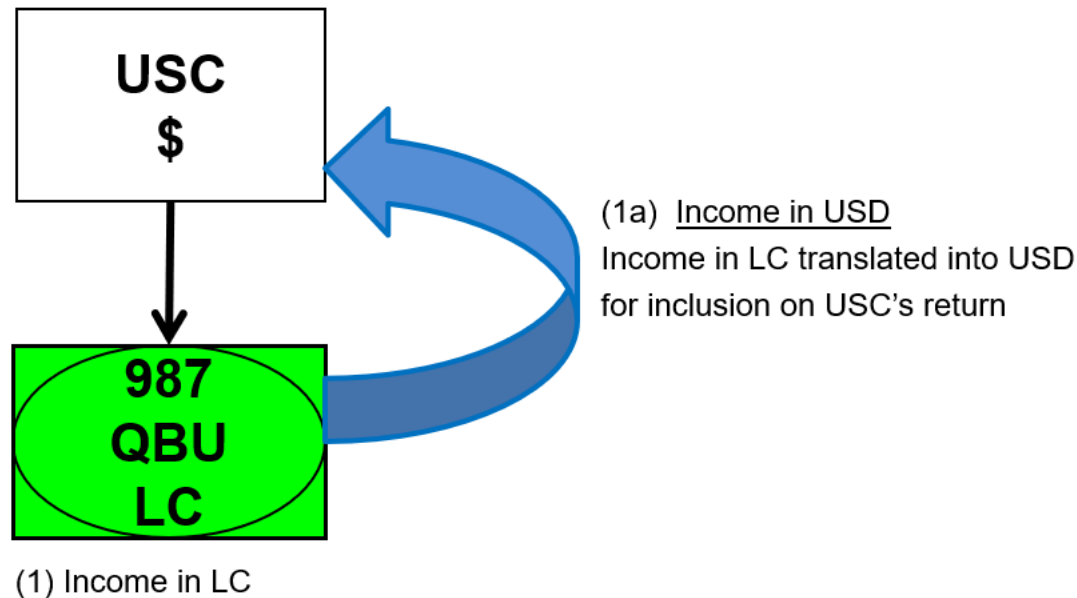 USC
$
(1a) Income in USD
Income in LC translated into USD
for inclusion on USC’s return
987
QBU
LC
(1) Income in LC